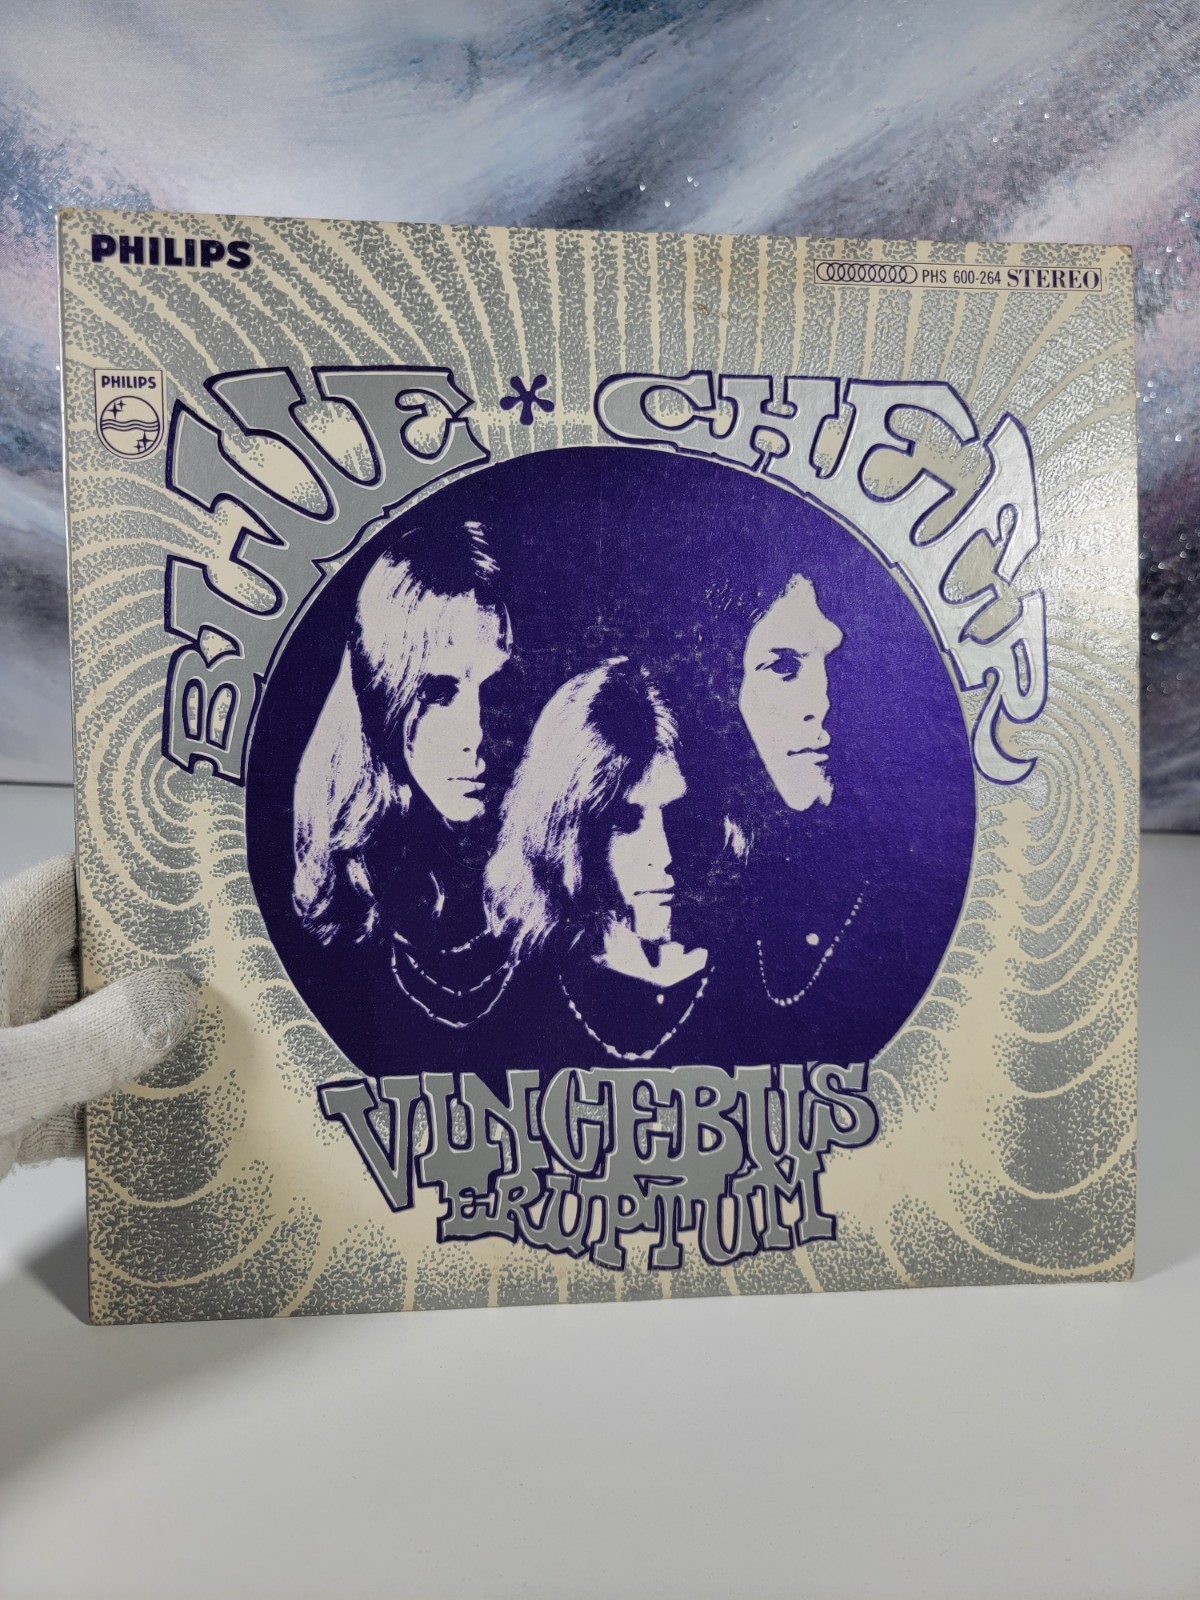 PHILIPS
PHS 600-264 STEREO
PHILIPS
BLUE * CHEER
VINCEBUS
ERUPTUM